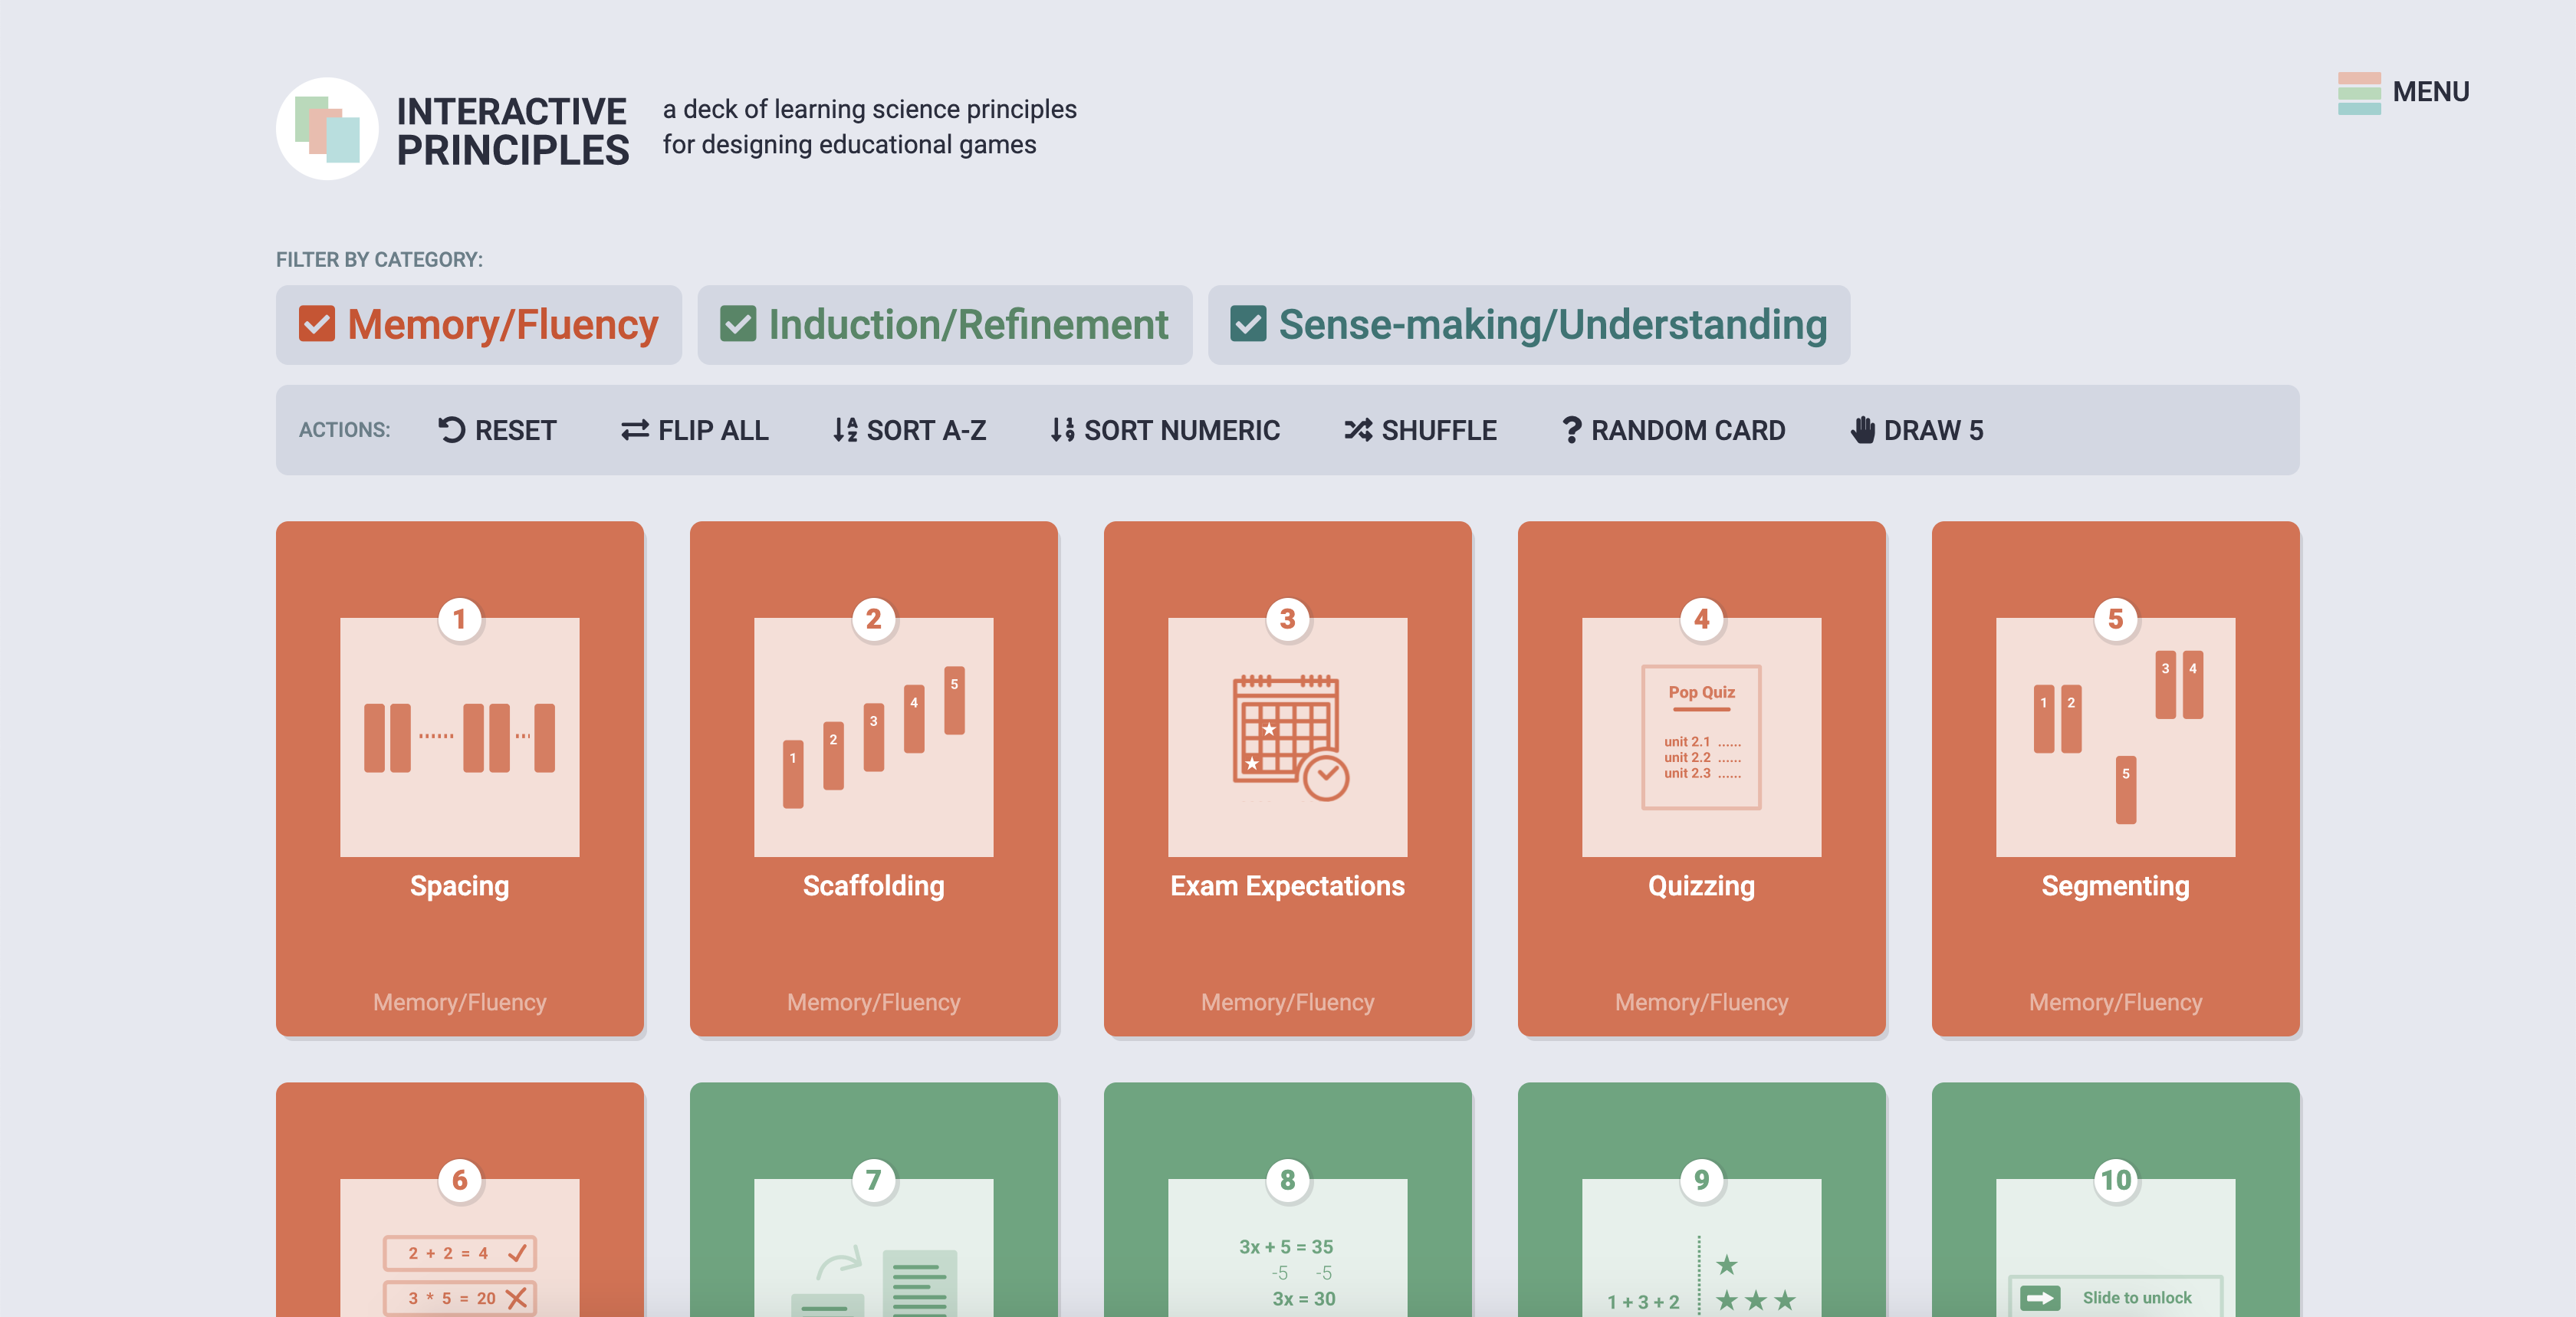 INTERACTIVE
PRINCIPLES
a deck of learning science principles
for designing educational games
MENU
FILTER BY CATEGORY:
Memory/Fluency
Induction/Refinement
Sense-making/Understanding
ACTIONS:
RESET
FLIP ALL
SORT A-Z
SORT NUMERIC
SHUFFLE
? RANDOM CARD
DRAW 5
1
Spacing
Memory/Fluency
2
1
2
3
4
5
Scaffolding
Memory/Fluency
3
Exam Expectations
Memory/Fluency
4
Pop Quiz
unit 2.1 ......
unit 2.2 ......
unit 2.3 ......
Quizzing
Memory/Fluency
5
1 2
3 4
5
Segmenting
Memory/Fluency
6
2 + 2 = 4
3 * 5 = 20
7
8
3x + 5 = 35
-5 -5
3x = 30
9
1 + 3 + 2
10
Slide to unlock